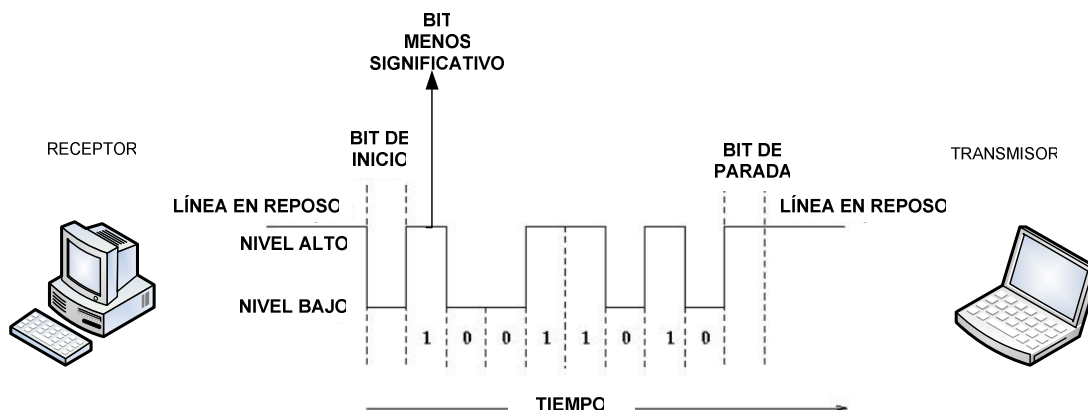 BIT
MENOS
SIGNIFICATIVO
RECEPTOR
BIT DE
INICIO
BIT DE
PARADA
TRANSMISOR
LÍNEA EN REPOSO
LÍNEA EN REPOSO
NIVEL ALTO
NIVEL BAJO
1 0 0 1 1 0 1 0
TIEMPO